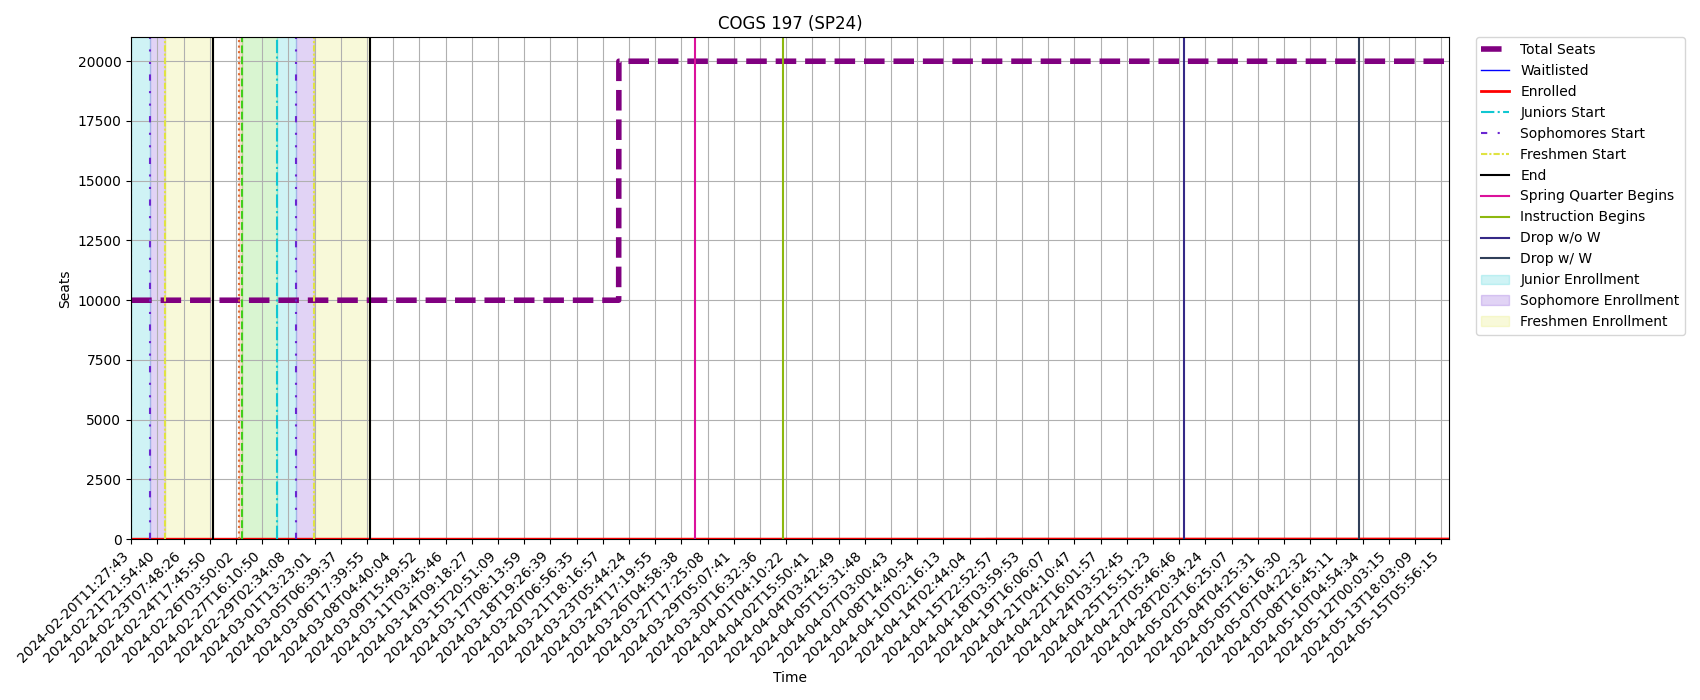 COGS 197 (SP24)
20000
17500
15000
12500
10000
7500
5000
2500
0
Seats
2024-02-20T11:27:43
2024-02-21T21:54:40
2024-02-23T07:48:26
2024-02-24T17:45:50
2024-02-26T03:50:02
2024-02-27T16:10:50
2024-02-29T02:34:08
2024-03-01T13:23:01
2024-03-05T06:39:37
2024-03-06T17:39:55
2024-03-08T04:40:04
2024-03-09T15:49:52
2024-03-11T03:45:46
2024-03-14T09:18:27
2024-03-15T20:51:09
2024-03-17T08:13:59
2024-03-18T19:26:39
2024-03-20T06:56:35
2024-03-21T18:16:57
2024-03-23T05:44:24
2024-03-24T17:19:55
2024-03-26T04:58:38
2024-03-27T17:25:08
2024-03-29T05:07:41
2024-03-30T16:32:36
2024-04-01T04:10:22
2024-04-02T15:50:41
2024-04-04T03:42:49
2024-04-05T15:31:48
2024-04-07T03:00:43
2024-04-08T14:40:54
2024-04-10T02:16:13
2024-04-14T02:44:04
2024-04-15T22:52:57
2024-04-18T03:59:53
2024-04-19T16:06:07
2024-04-21T04:10:47
2024-04-22T16:01:57
2024-04-24T03:52:45
2024-04-25T15:51:23
2024-04-27T05:46:46
2024-04-28T20:34:24
2024-05-02T16:25:07
2024-05-04T04:25:31
2024-05-05T16:16:30
2024-05-07T04:22:32
2024-05-08T16:45:11
2024-05-10T04:54:34
2024-05-12T00:03:15
2024-05-13T18:03:09
2024-05-15T05:56:15
Time
Total Seats
Waitlisted
Enrolled
Juniors Start
Sophomores Start
Freshmen Start
End
Spring Quarter Begins
Instruction Begins
Drop w/o W
Drop w/ W
Junior Enrollment
Sophomore Enrollment
Freshmen Enrollment